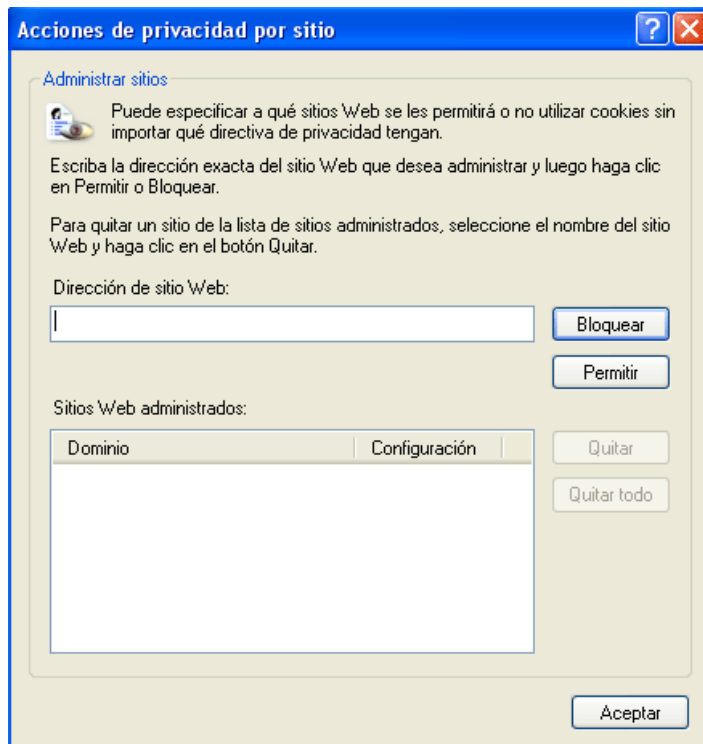 Acciones de privacidad por sitio
Administrar sitios
Puede especificar a qué sitios Web se les permitirá o no utilizar cookies sin
importar qué directiva de privacidad tengan.
Escriba la dirección exacta del sitio Web que desea administrar y luego haga clic
en Permitir o Bloquear.
Para quitar un sitio de la lista de sitios administrados, seleccione el nombre del sitio
Web y haga clic en el botón Quitar.
Dirección de sitio Web:
Bloquear
Permitir
Sitios Web administrados:
Dominio Configuración
Quitar
Quitar todo
Aceptar